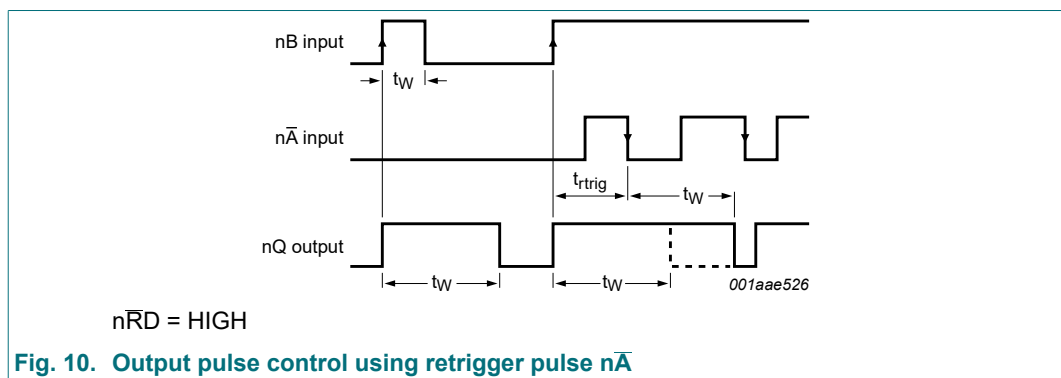 nB input
tW
nA̅ input
trtrig
tW
nQ output
tW
tW
001aae526
nR̅D = HIGH
Fig. 10. Output pulse control using retrigger pulse nA̅